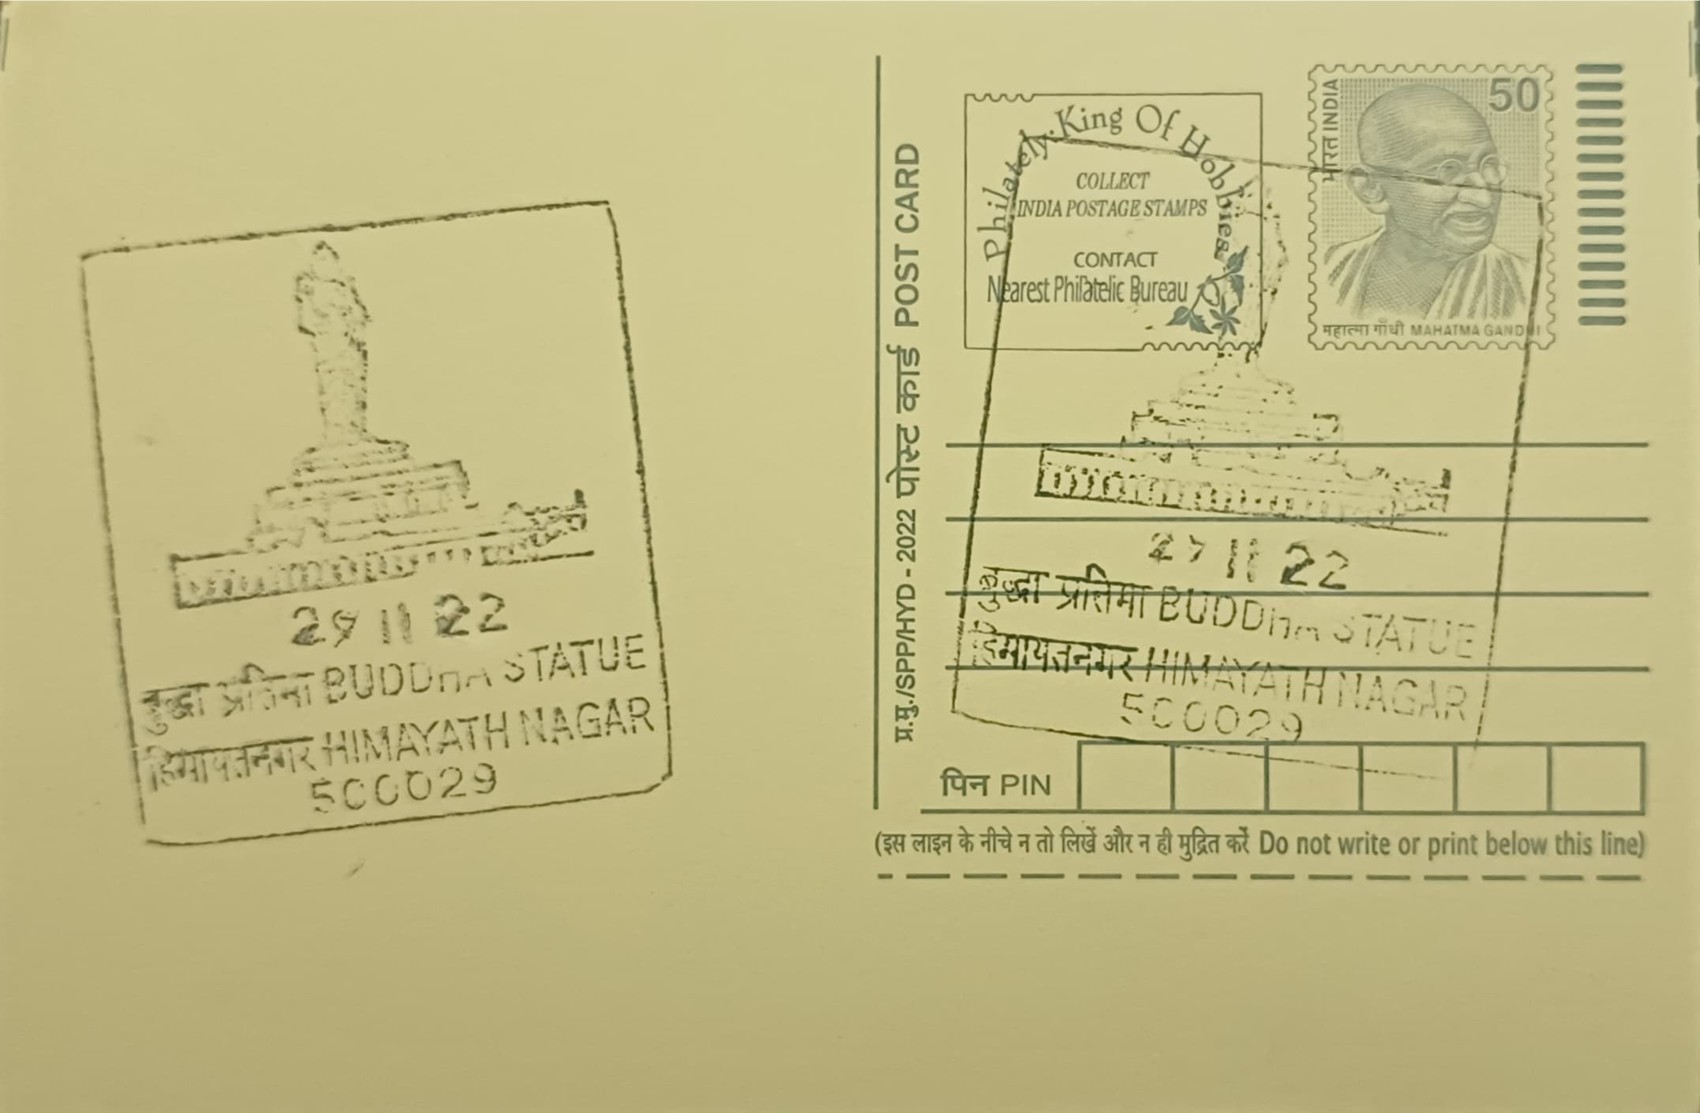 29 11 22
बुद्धा प्रतिमा BUDDHA STATUE
हिमायतनगर HIMAYATH NAGAR
500029
प्र.मु./SPP/HYD - 2022 पोस्ट कार्ड POST CARD
Philately.King Of Hobbies
COLLECT
INDIA POSTAGE STAMPS
CONTACT
Nearest Philatelic Bureau
भारत INDIA
50
महात्मा गाँधी MAHATMA GANDHI
29 11 22
बुद्धा प्रतिमा BUDDHA STATUE
हिमायतनगर HIMAYATH NAGAR
500029
पिन PIN
(इस लाइन के नीचे न तो लिखें और न ही मुद्रित करें Do not write or print below this line)